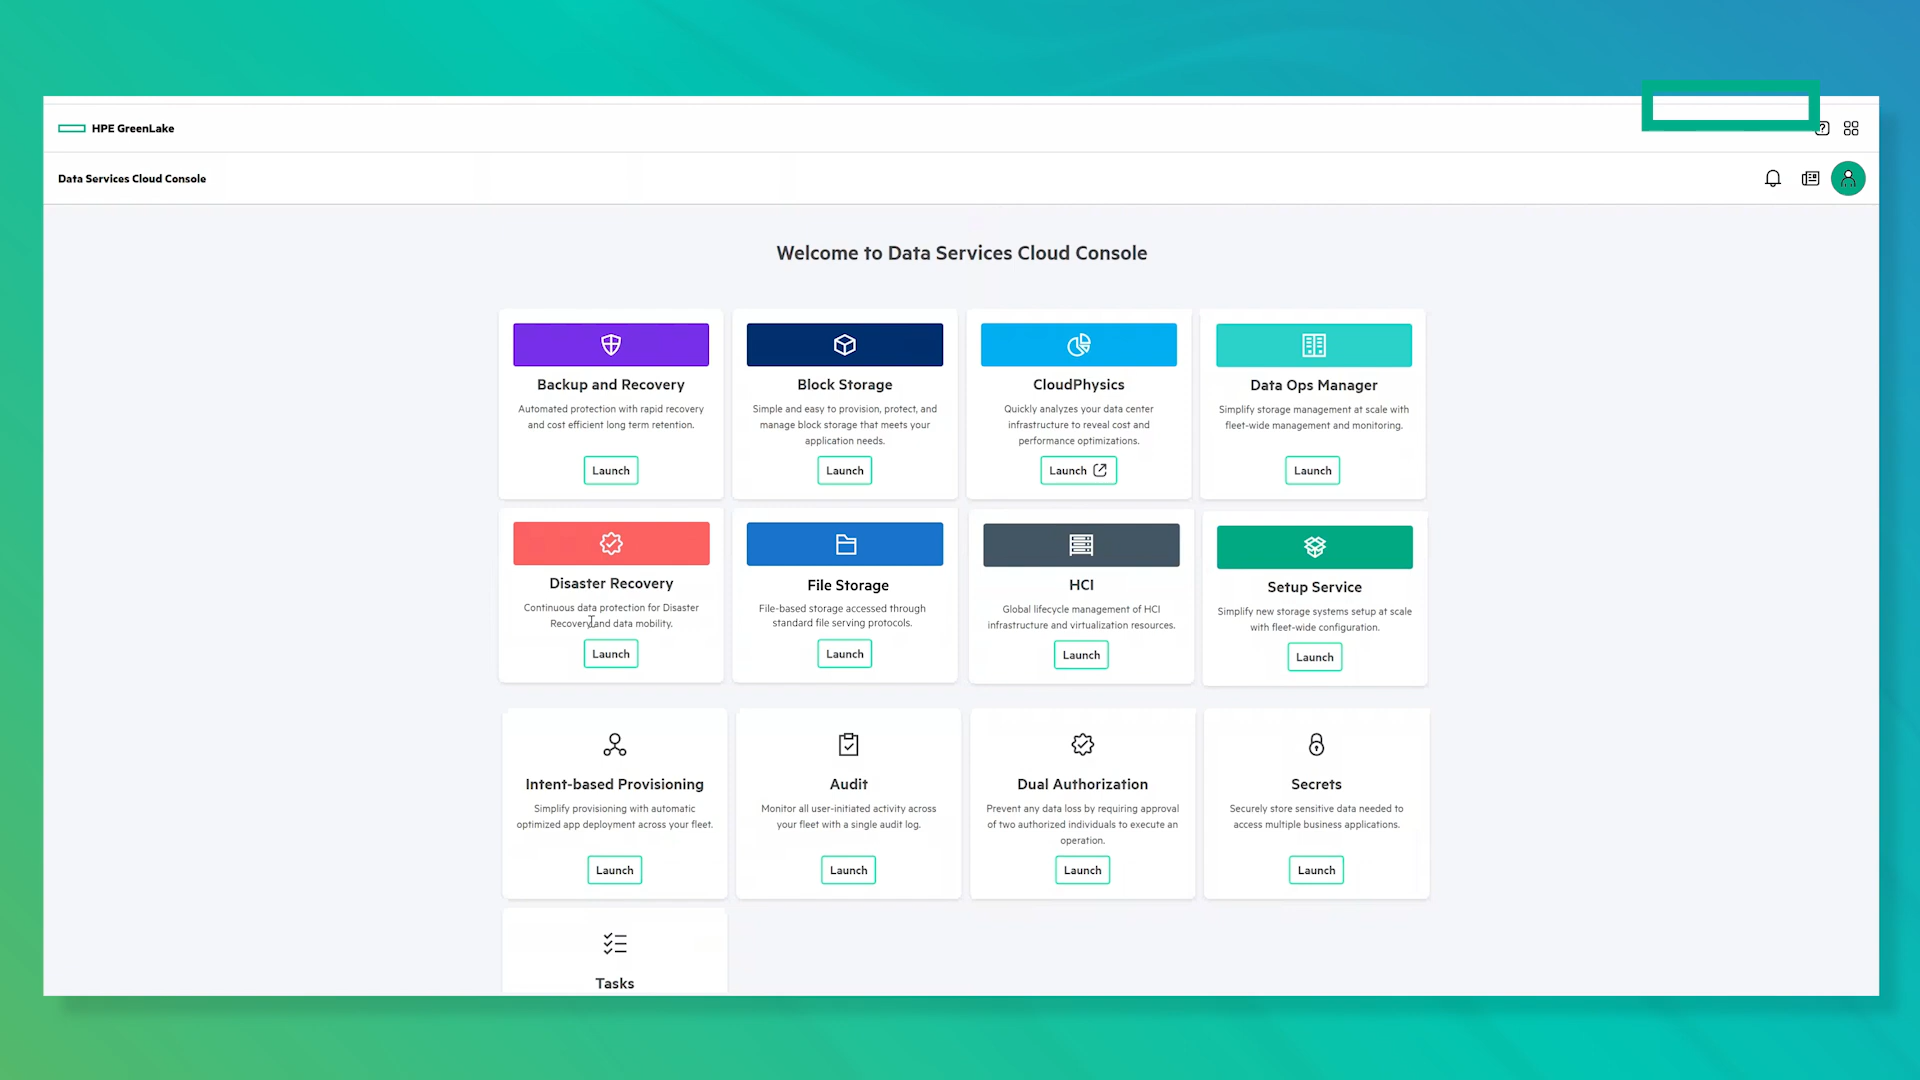 HPE GreenLake
?
Data Services Cloud Console
Welcome to Data Services Cloud Console
Backup and Recovery
Automated protection with rapid recovery
and cost efficient long term retention.
Launch
Block Storage
Simple and easy to provision, protect, and
manage block storage that meets your
application needs.
Launch
CloudPhysics
Quickly analyzes your data center
infrastructure to reveal cost and
performance optimizations.
Launch
Data Ops Manager
Simplify storage management at scale with
fleet-wide management and monitoring.
Launch
Disaster Recovery
Continuous data protection for Disaster
Recovery and data mobility.
Launch
File Storage
File-based storage accessed through
standard file serving protocols.
Launch
HCI
Global lifecycle management of HCI
infrastructure and virtualization resources.
Launch
Setup Service
Simplify new storage systems setup at scale
with fleet-wide configuration.
Launch
Intent-based Provisioning
Simplify provisioning with automatic
optimized app deployment across your fleet.
Launch
Audit
Monitor all user-initiated activity across
your fleet with a single audit log.
Launch
Dual Authorization
Prevent any data loss by requiring approval
of two authorized individuals to execute an
operation.
Launch
Secrets
Securely store sensitive data needed to
access multiple business applications.
Launch
Tasks